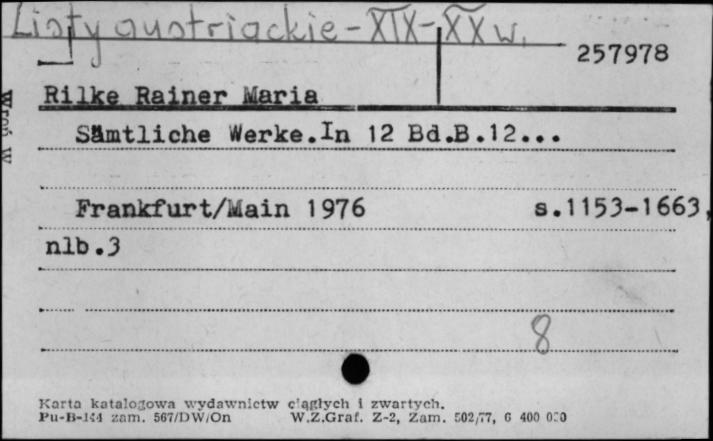 Listy austriackie - XIX - XX w.
257978
Rilke Rainer Maria
Sämtliche Werke.In 12 Bd.B.12...
Frankfurt/Main 1976 s.1153-1663,
nlb.3
8
Karta katalogowa wydawnictw ciągłych i zwartych.
Pu-B-144 zam. 567/DW/On W.Z.Graf. Z-2, Zam. 502/77, 6 400 000